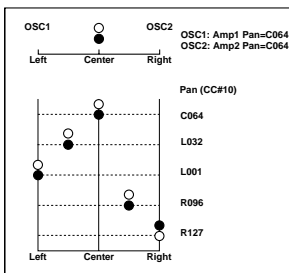 OSC1 OSC2
OSC1: Amp1 Pan=C064
OSC2: Amp2 Pan=C064
Left Center Right
Pan (CC#10)
C064
L032
L001
R096
R127
Left Center Right